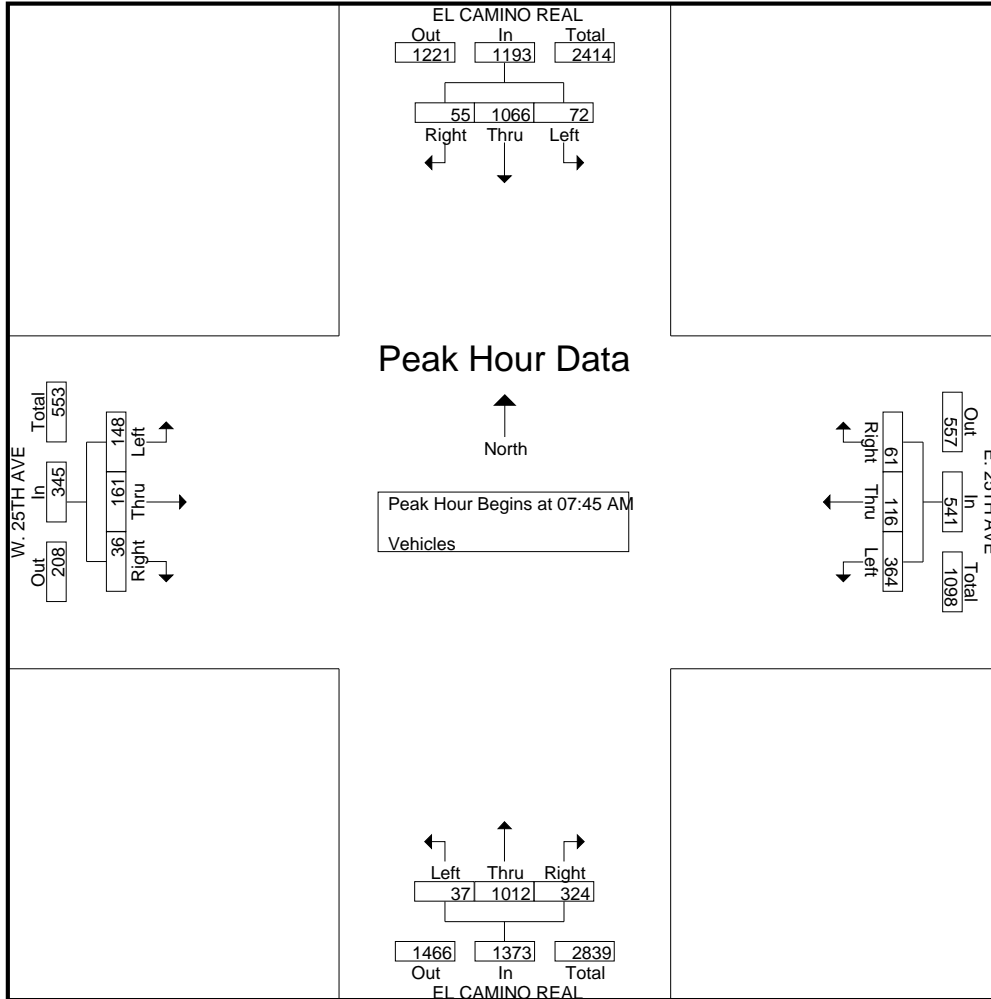 EL CAMINO REAL
Out In Total
1221 1193 2414
55 1066 72
Right Thru Left
Peak Hour Data
North
Peak Hour Begins at 07:45 AM
Vehicles
W. 25TH AVE
Out In Total
208 345 553
36 161 148
Right Thru Left
E. 25TH AVE
Out In Total
557 541 1098
61 116 364
Right Thru Left
Left Thru Right
37 1012 324
1466 1373 2839
Out In Total
EL CAMINO REAL